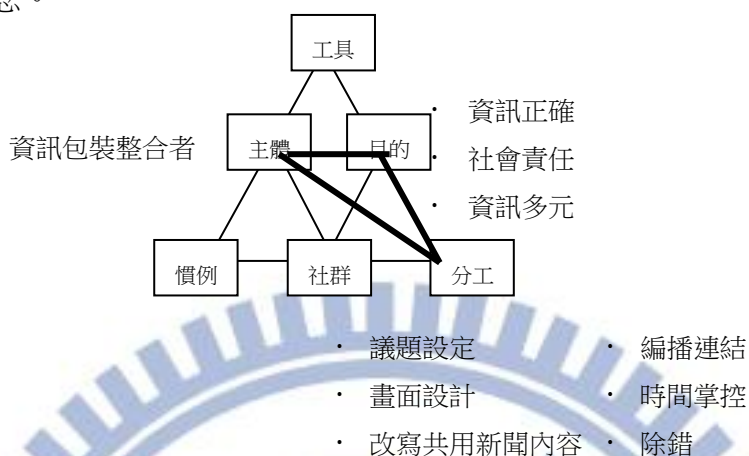 念。
工具
資訊包裝整合者 主體 目的 · 資訊正確
· 社會責任
· 資訊多元
慣例 社群 分工
· 議題設定 · 編播連結
· 畫面設計 · 時間掌控
· 改寫共用新聞內容 · 除錯